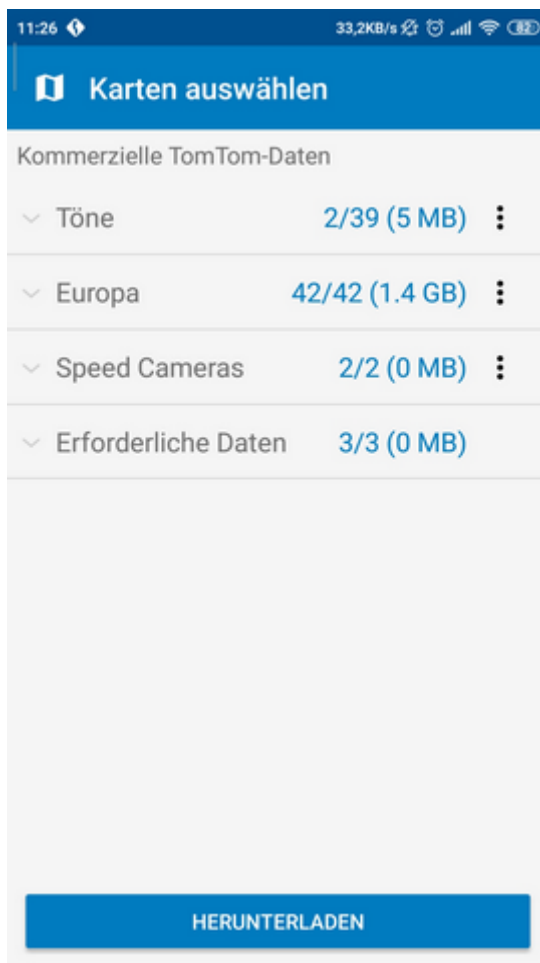 11:26 33,2KB/s 82
Karten auswählen
Kommerzielle TomTom-Daten
Töne 2/39 (5 MB)
Europa 42/42 (1.4 GB)
Speed Cameras 2/2 (0 MB)
Erforderliche Daten 3/3 (0 MB)
HERUNTERLADEN